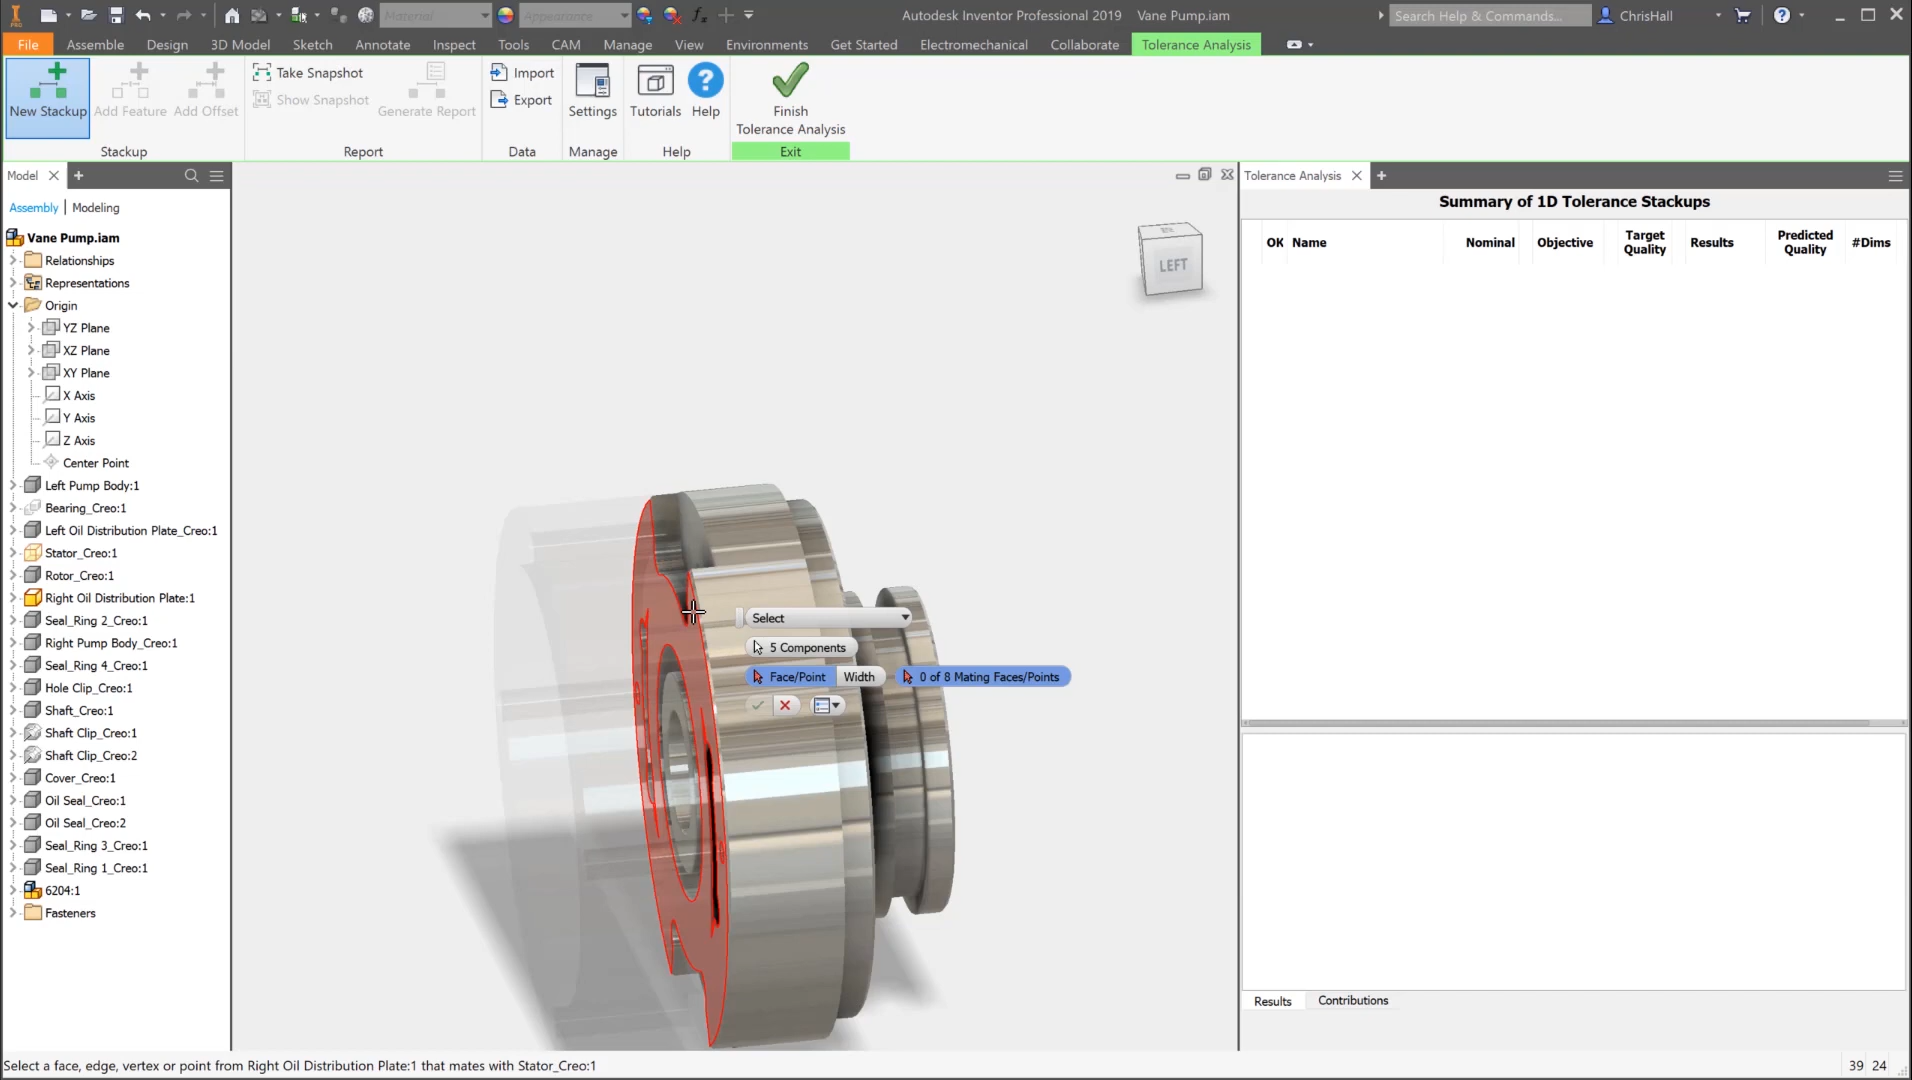 PRO
Material
Appearance
Autodesk Inventor Professional 2019 Vane Pump.iam
Search Help & Commands...
ChrisHall
File Assemble Design 3D Model Sketch Annotate Inspect Tools CAM Manage View Environments Get Started Electromechanical Collaborate Tolerance Analysis
New Stackup Add Feature Add Offset
Stackup
Take Snapshot
Show Snapshot
Generate Report
Report
Import
Export
Data
Settings
Manage
Tutorials Help
Help
Finish
Tolerance Analysis
Exit
Model
Assembly Modeling
Vane Pump.iam
Relationships
Representations
Origin
YZ Plane
XZ Plane
XY Plane
X Axis
Y Axis
Z Axis
Center Point
Left Pump Body:1
Bearing_Creo:1
Left Oil Distribution Plate_Creo:1
Stator_Creo:1
Rotor_Creo:1
Right Oil Distribution Plate:1
Seal_Ring 2_Creo:1
Right Pump Body_Creo:1
Seal_Ring 4_Creo:1
Hole Clip_Creo:1
Shaft_Creo:1
Shaft Clip_Creo:1
Shaft Clip_Creo:2
Cover_Creo:1
Oil Seal_Creo:1
Oil Seal_Creo:2
Seal_Ring 3_Creo:1
Seal_Ring 1_Creo:1
6204:1
Fasteners
LEFT
Select
5 Components
Face/Point Width 0 of 8 Mating Faces/Points
Tolerance Analysis
Summary of 1D Tolerance Stackups
OK Name Nominal Objective Target Quality Results Predicted Quality #Dims
Results Contributions
Select a face, edge, vertex or point from Right Oil Distribution Plate:1 that mates with Stator_Creo:1
39 24